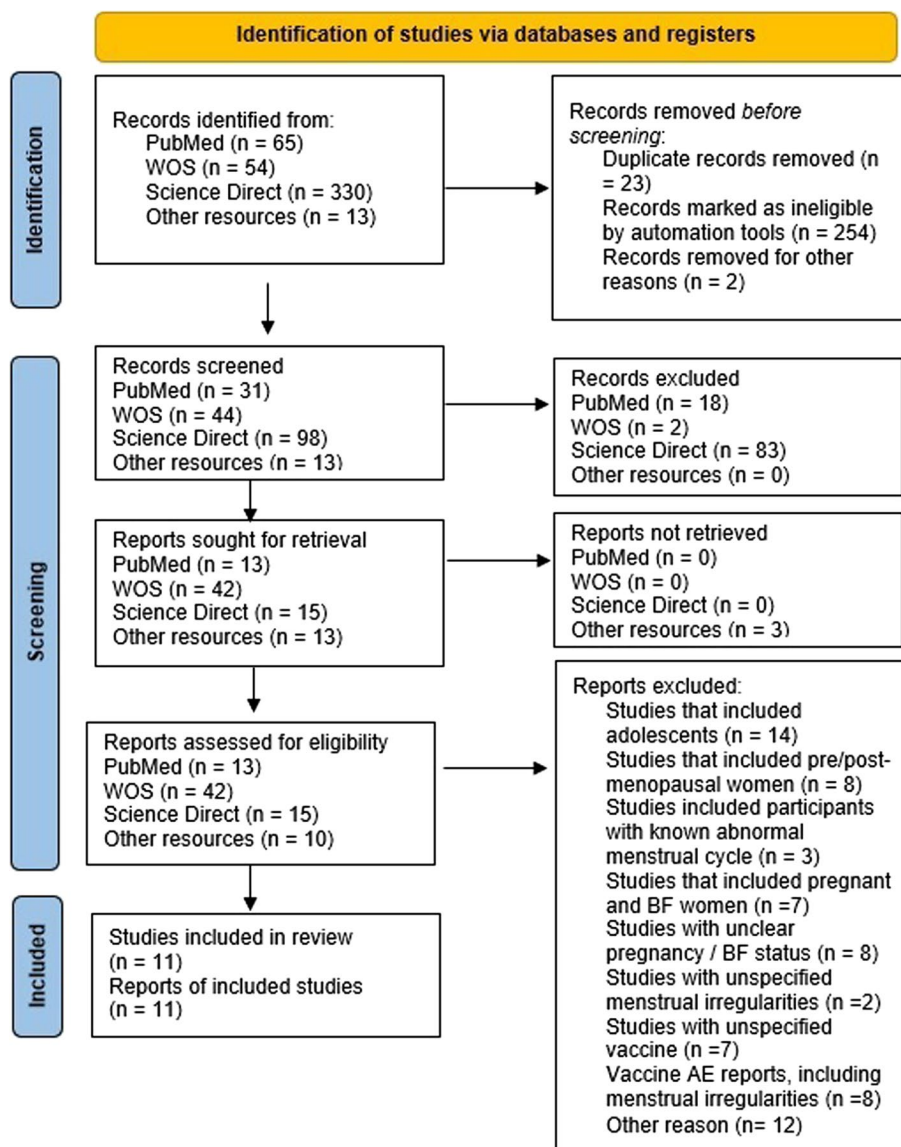 Identification of studies via databases and registers
Identification
Records identified from:
PubMed (n = 65)
WOS (n = 54)
Science Direct (n = 330)
Other resources (n = 13)
Records removed before
screening:
Duplicate records removed (n
= 23)
Records marked as ineligible
by automation tools (n = 254)
Records removed for other
reasons (n = 2)
Screening
Records screened
PubMed (n = 31)
WOS (n = 44)
Science Direct (n = 98)
Other resources (n = 13)
Records excluded
PubMed (n = 18)
WOS (n = 2)
Science Direct (n = 83)
Other resources (n = 0)
Reports sought for retrieval
PubMed (n = 13)
WOS (n = 42)
Science Direct (n = 15)
Other resources (n = 13)
Reports not retrieved
PubMed (n = 0)
WOS (n = 0)
Science Direct (n = 0)
Other resources (n = 3)
Reports assessed for eligibility
PubMed (n = 13)
WOS (n = 42)
Science Direct (n = 15)
Other resources (n = 10)
Reports excluded:
Studies that included
adolescents (n = 14)
Studies that included pre/post-
menopausal women (n = 8)
Studies included participants
with known abnormal
menstrual cycle (n = 3)
Studies that included pregnant
and BF women (n =7)
Studies with unclear
pregnancy / BF status (n = 8)
Studies with unspecified
menstrual irregularities (n =2)
Studies with unspecified
vaccine (n =7)
Vaccine AE reports, including
menstrual irregularities (n =8)
Other reason (n = 12)
Included
Studies included in review
(n = 11)
Reports of included studies
(n = 11)